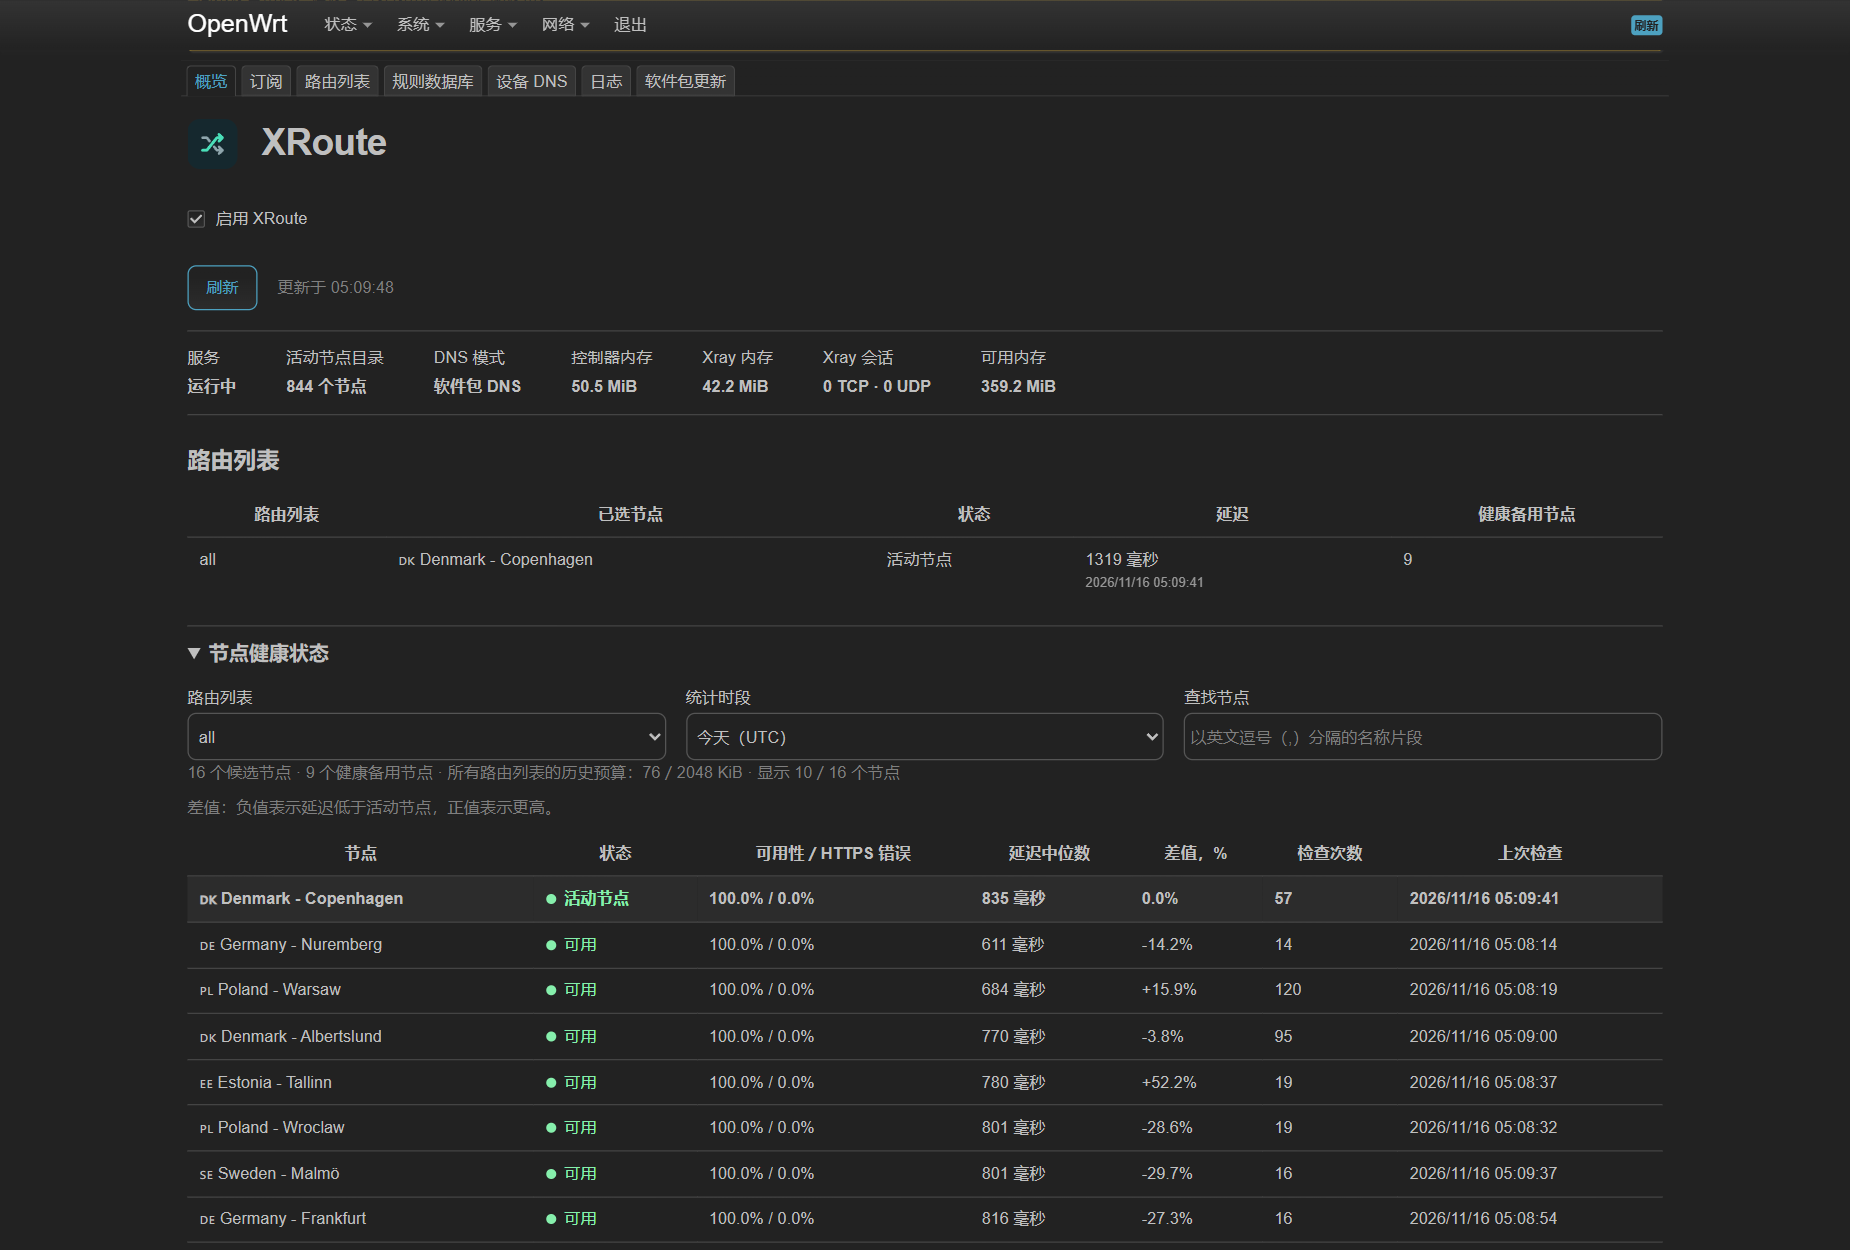 OpenWrt 状态 系统 服务 网络 退出 刷新
概览 订阅 路由列表 规则数据库 设备 DNS 日志 软件包更新
XRoute
启用 XRoute
刷新 更新于 05:09:48
服务 活动节点目录 DNS 模式 控制器内存 Xray 内存 Xray 会话 可用内存
运行中 844 个节点 软件包 DNS 50.5 MiB 42.2 MiB 0 TCP · 0 UDP 359.2 MiB
路由列表
路由列表 已选节点 状态 延迟 健康备用节点
all DK Denmark - Copenhagen 活动节点 1319 毫秒 9
2026/11/16 05:09:41
节点健康状态
路由列表 统计时段 查找节点
all 今天（UTC） 以英文逗号（,）分隔的名称片段
16 个候选节点 · 9 个健康备用节点 · 所有路由列表的历史预算：76 / 2048 KiB · 显示 10 / 16 个节点
差值：负值表示延迟低于活动节点，正值表示更高。
节点 状态 可用性 / HTTPS 错误 延迟中位数 差值，% 检查次数 上次检查
DK Denmark - Copenhagen 活动节点 100.0% / 0.0% 835 毫秒 0.0% 57 2026/11/16 05:09:41
DE Germany - Nuremberg 可用 100.0% / 0.0% 611 毫秒 -14.2% 14 2026/11/16 05:08:14
PL Poland - Warsaw 可用 100.0% / 0.0% 684 毫秒 +15.9% 120 2026/11/16 05:08:19
DK Denmark - Albertslund 可用 100.0% / 0.0% 770 毫秒 -3.8% 95 2026/11/16 05:09:00
EE Estonia - Tallinn 可用 100.0% / 0.0% 780 毫秒 +52.2% 19 2026/11/16 05:08:37
PL Poland - Wroclaw 可用 100.0% / 0.0% 801 毫秒 -28.6% 19 2026/11/16 05:08:32
SE Sweden - Malmö 可用 100.0% / 0.0% 801 毫秒 -29.7% 16 2026/11/16 05:09:37
DE Germany - Frankfurt 可用 100.0% / 0.0% 816 毫秒 -27.3% 16 2026/11/16 05:08:54